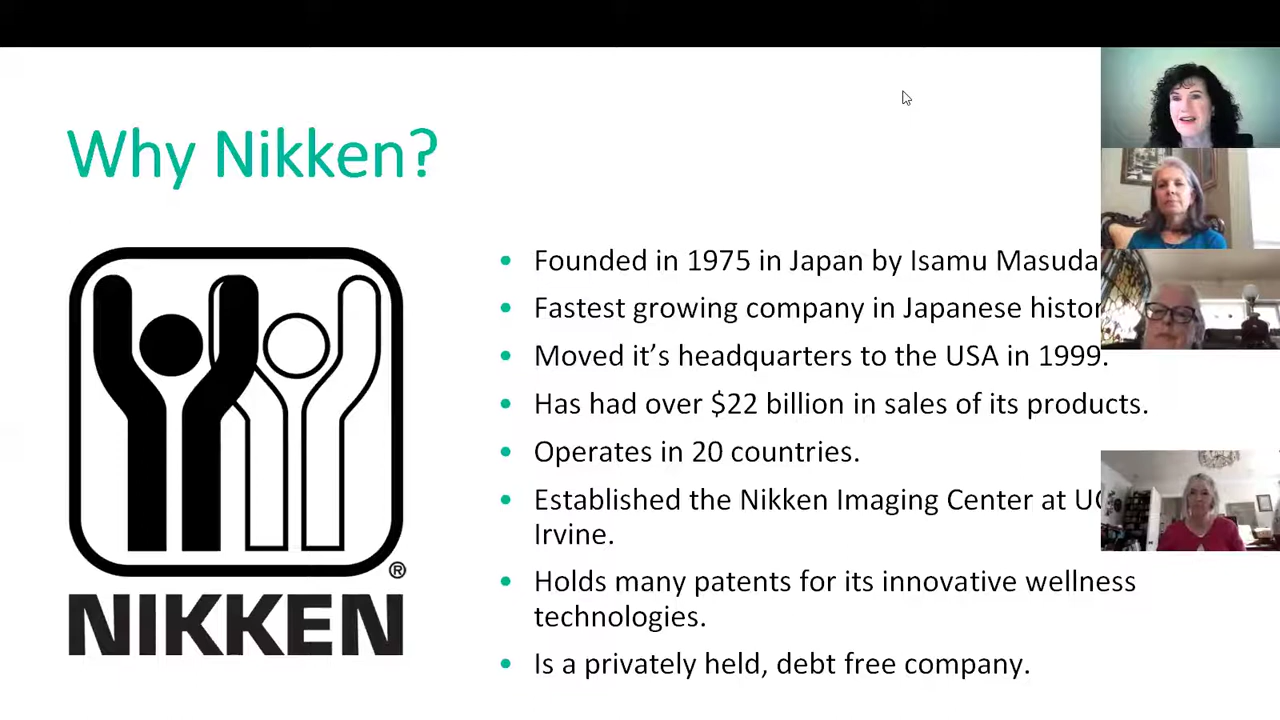 Why Nikken?
Founded in 1975 in Japan by Isamu Masuda
Fastest growing company in Japanese
Moved it's headquarters to the USA in 1999.
Has had over $22 billion in sales of its products.
Operates in 20 countries.
Established the Nikken Imaging Center at
Irvine.
Holds many patents for its innovative wellness
technologies.
Is a privately held, debt free company.
®
NIKKEN